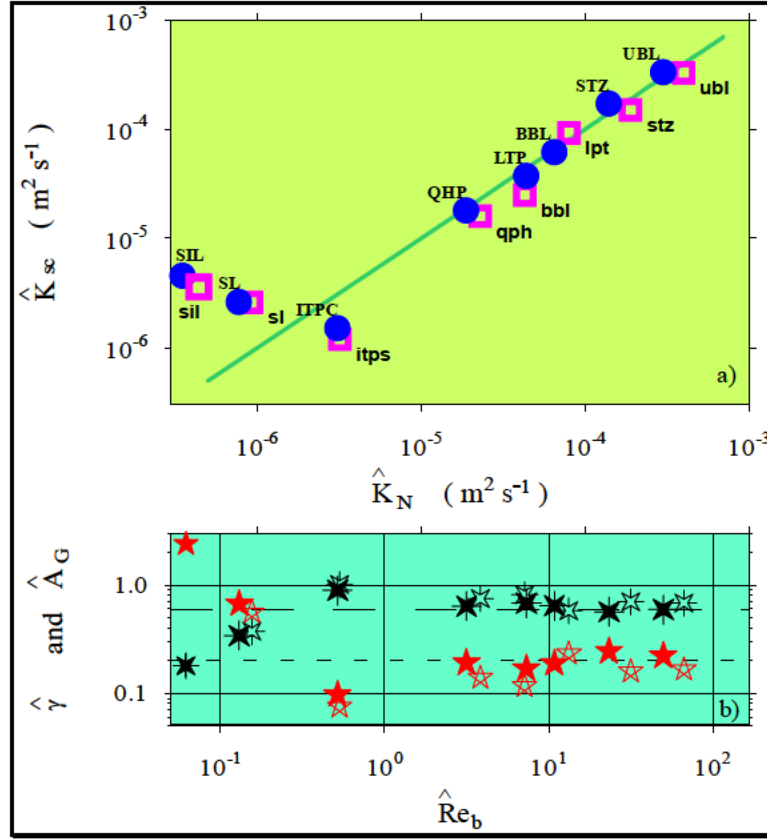 10⁻³
UBL
ubl
STZ
stz
10⁻⁴
BBL
lpt
LTP
bbl
QHP
qph
10⁻⁵
SIL
SL
sil
sl
ITPC
itps
10⁻⁶
a)
K̂ sc ( m² s⁻¹ )
10⁻⁶ 10⁻⁵ 10⁻⁴ 10⁻³
K̂ N ( m² s⁻¹ )
γ̂ and Â G
1.0
0.1
b)
10⁻¹ 10⁰ 10¹ 10²
R̂e b